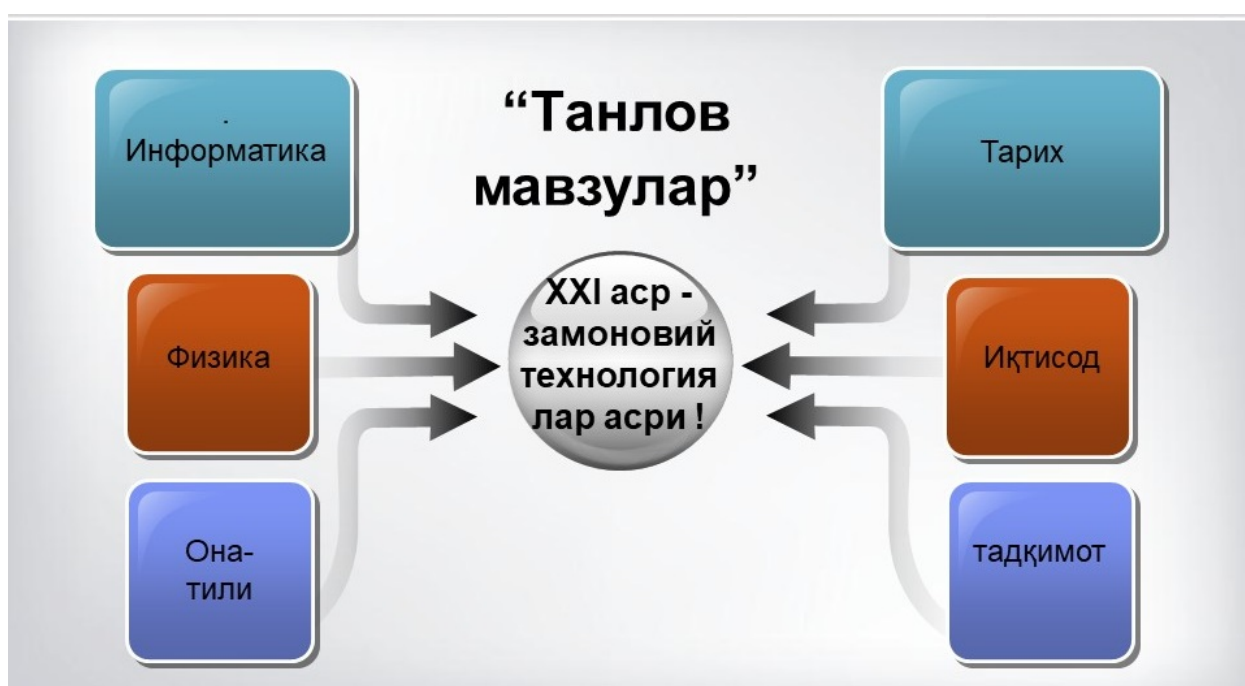 “Танлов
мавзулар”
.
Информатика
Тарих
XXI аср -
замоновий
технология
лар асри !
Физика
Иқтисод
Она-
тили
тадқимот